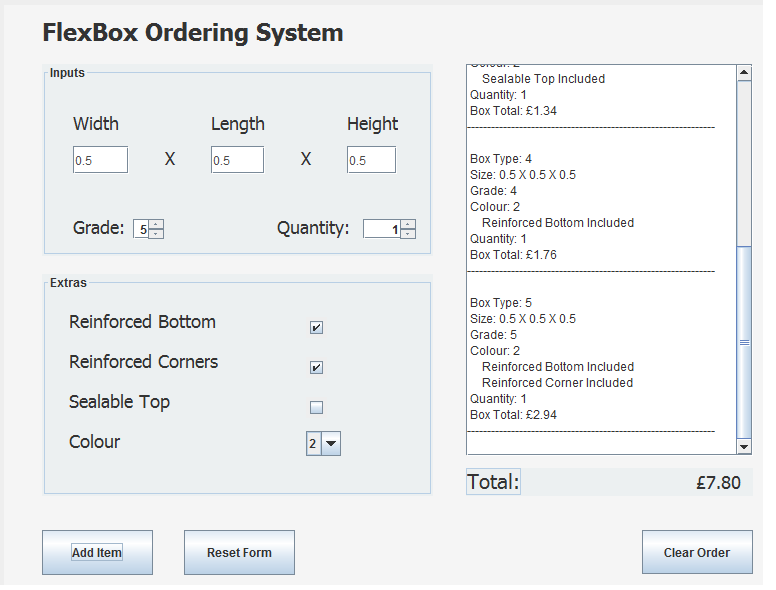 FlexBox Ordering System
Inputs
Width Length Height
0.5 X 0.5 X 0.5
Grade: 5 Quantity: 1
Extras
Reinforced Bottom
Reinforced Corners
Sealable Top
Colour 2
Colour: 2
Sealable Top Included
Quantity: 1
Box Total: £1.34
Box Type: 4
Size: 0.5 X 0.5 X 0.5
Grade: 4
Colour: 2
Reinforced Bottom Included
Quantity: 1
Box Total: £1.76
Box Type: 5
Size: 0.5 X 0.5 X 0.5
Grade: 5
Colour: 2
Reinforced Bottom Included
Reinforced Corner Included
Quantity: 1
Box Total: £2.94
Total: £7.80
Add Item Reset Form Clear Order